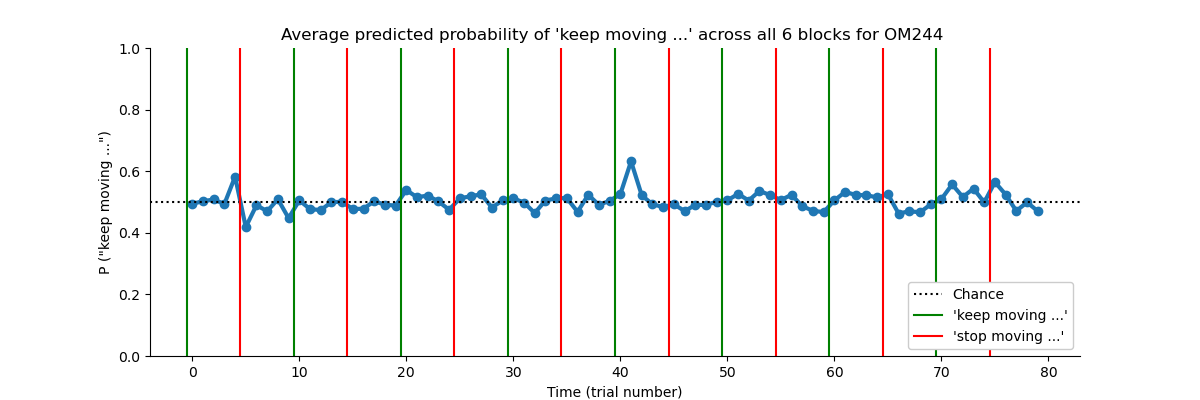 Average predicted probability of 'keep moving ...' across all 6 blocks for OM244
P ("keep moving ...")
1.0
0.8
0.6
0.4
0.2
0.0
Chance
'keep moving ...'
'stop moving ...'
0 10 20 30 40 50 60 70 80
Time (trial number)